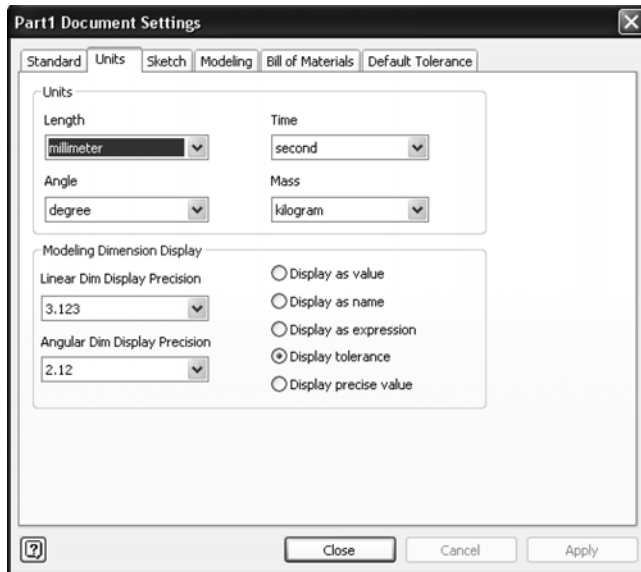 Part1 Document Settings
Standard Units Sketch Modeling Bill of Materials Default Tolerance
Units
Length
millimeter
Time
second
Angle
degree
Mass
kilogram
Modeling Dimension Display
Linear Dim Display Precision
3.123
Angular Dim Display Precision
2.12
Display as value
Display as name
Display as expression
Display tolerance
Display precise value
Close Cancel Apply